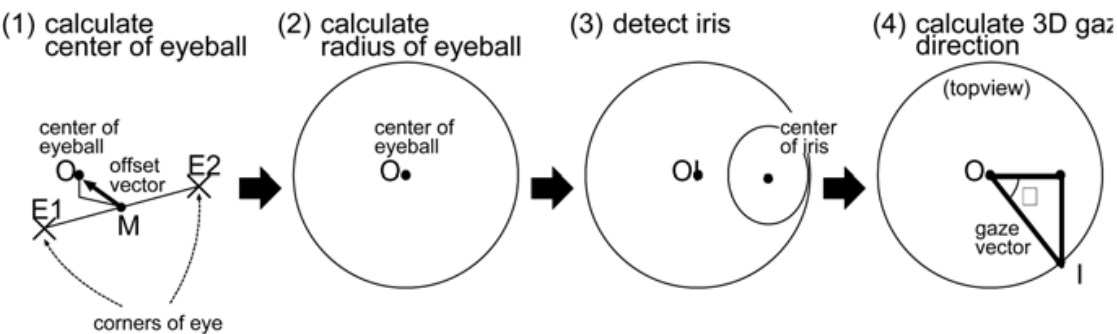 (1) calculate
center of eyeball
center of
eyeball
O
offset
vector
E2
E1
M
corners of eye
(2) calculate
radius of eyeball
center of
eyeball
O
(3) detect iris
center
of iris
O
(4) calculate 3D gaz
direction
(topview)
O
gaze
vector
I